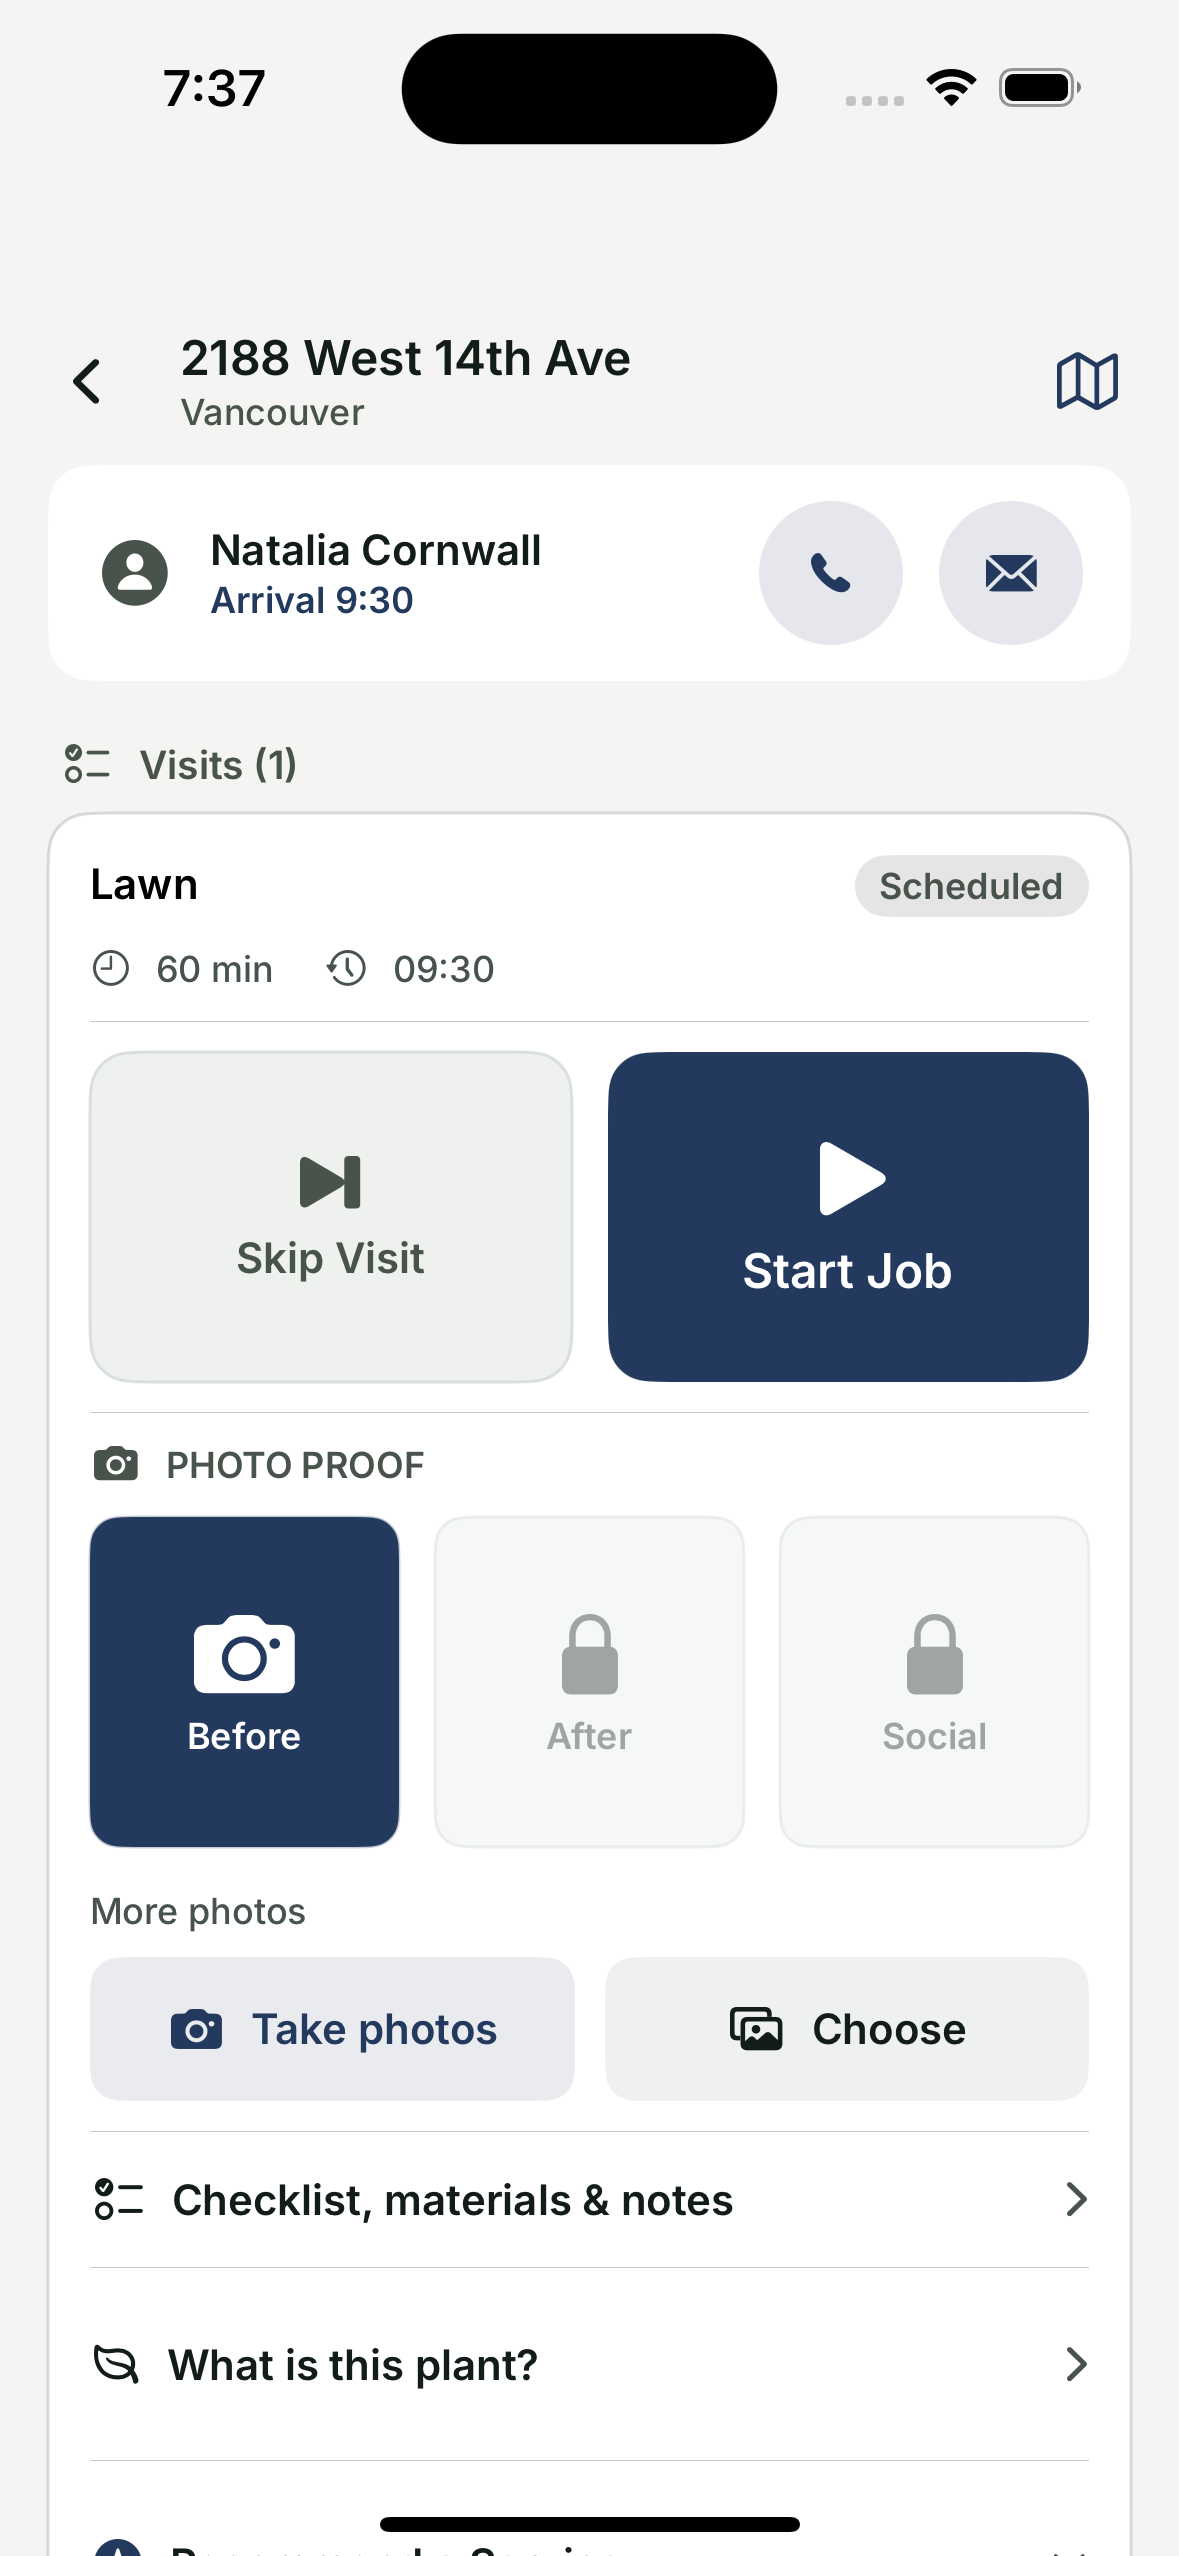 7:37
2188 West 14th Ave
Vancouver
Natalia Cornwall
Arrival 9:30
Visits (1)
Lawn
Scheduled
60 min
09:30
Skip Visit
Start Job
PHOTO PROOF
Before
After
Social
More photos
Take photos
Choose
Checklist, materials & notes
What is this plant?